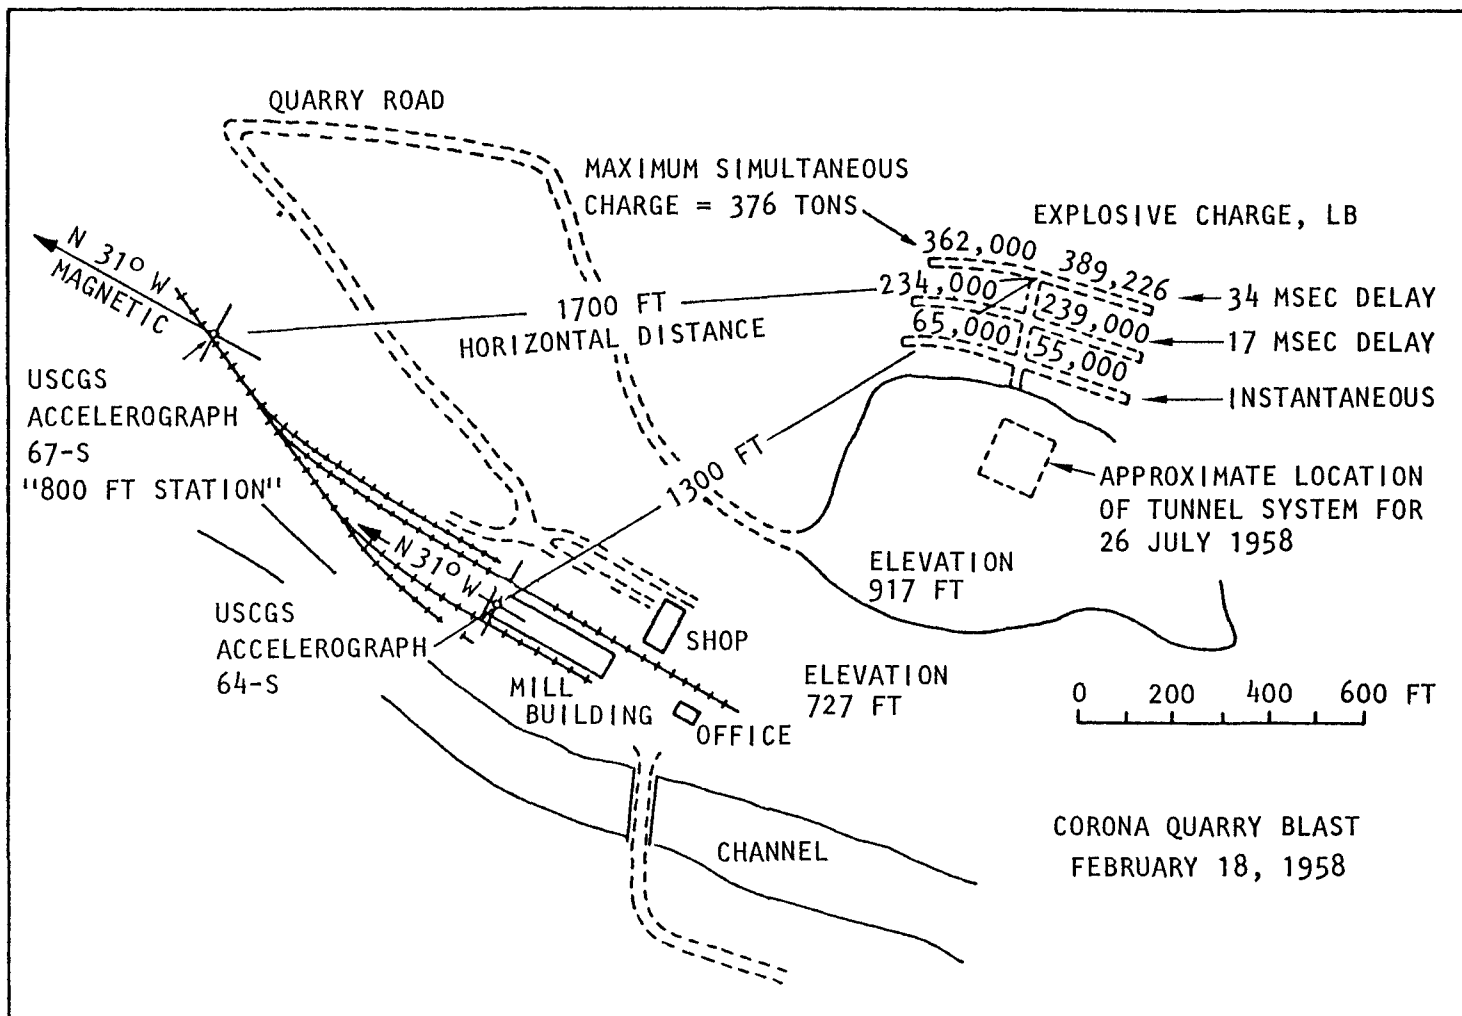 QUARRY ROAD
MAXIMUM SIMULTANEOUS
CHARGE = 376 TONS
EXPLOSIVE CHARGE, LB
362,000
389,226
234,000
239,000
65,000
55,000
34 MSEC DELAY
17 MSEC DELAY
INSTANTANEOUS
N 31° W
MAGNETIC
1700 FT
HORIZONTAL DISTANCE
USCGS
ACCELEROGRAPH
67-S
"800 FT STATION"
1300 FT
APPROXIMATE LOCATION
OF TUNNEL SYSTEM FOR
26 JULY 1958
N 31° W
ELEVATION
917 FT
USCGS
ACCELEROGRAPH
64-S
SHOP
MILL
BUILDING
OFFICE
ELEVATION
727 FT
0 200 400 600 FT
CHANNEL
CORONA QUARRY BLAST
FEBRUARY 18, 1958